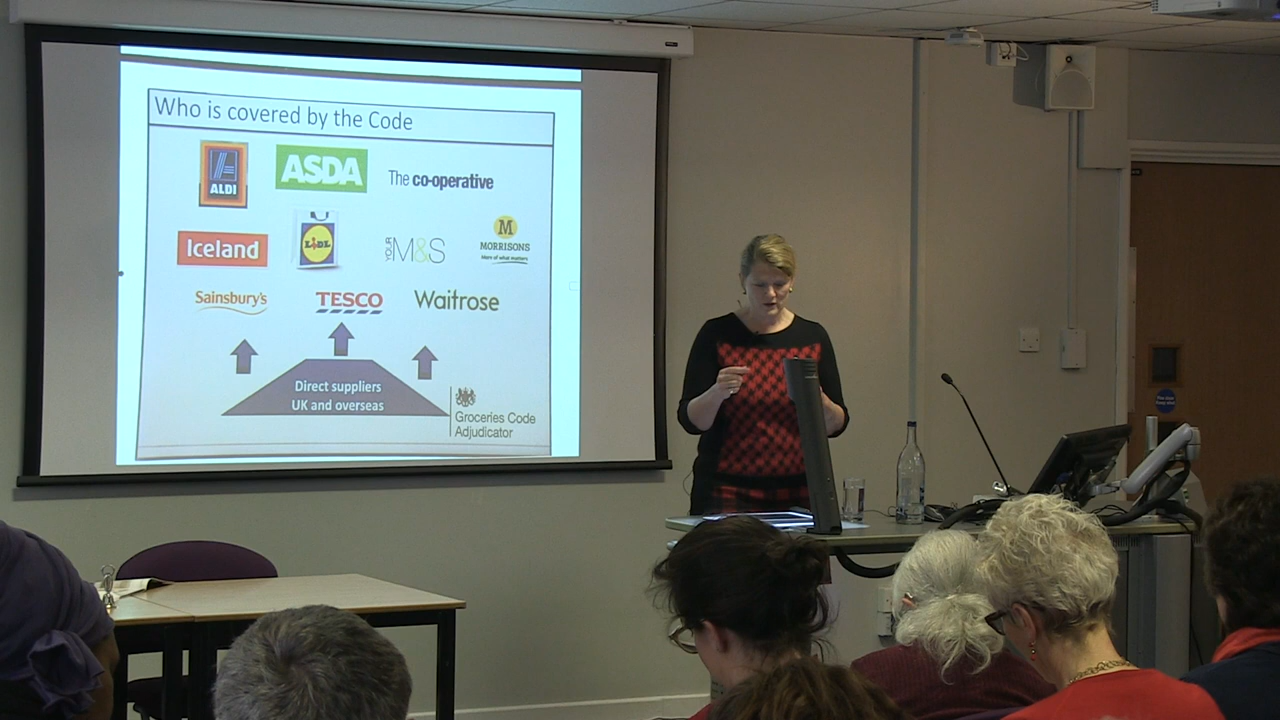 Who is covered by the Code
ALDI
ASDA
The co-operative
Iceland
LIDL
YOUR M&S
M
MORRISONS
Sainsbury's
TESCO
Waitrose
Direct suppliers
UK and overseas
Groceries Code
Adjudicator